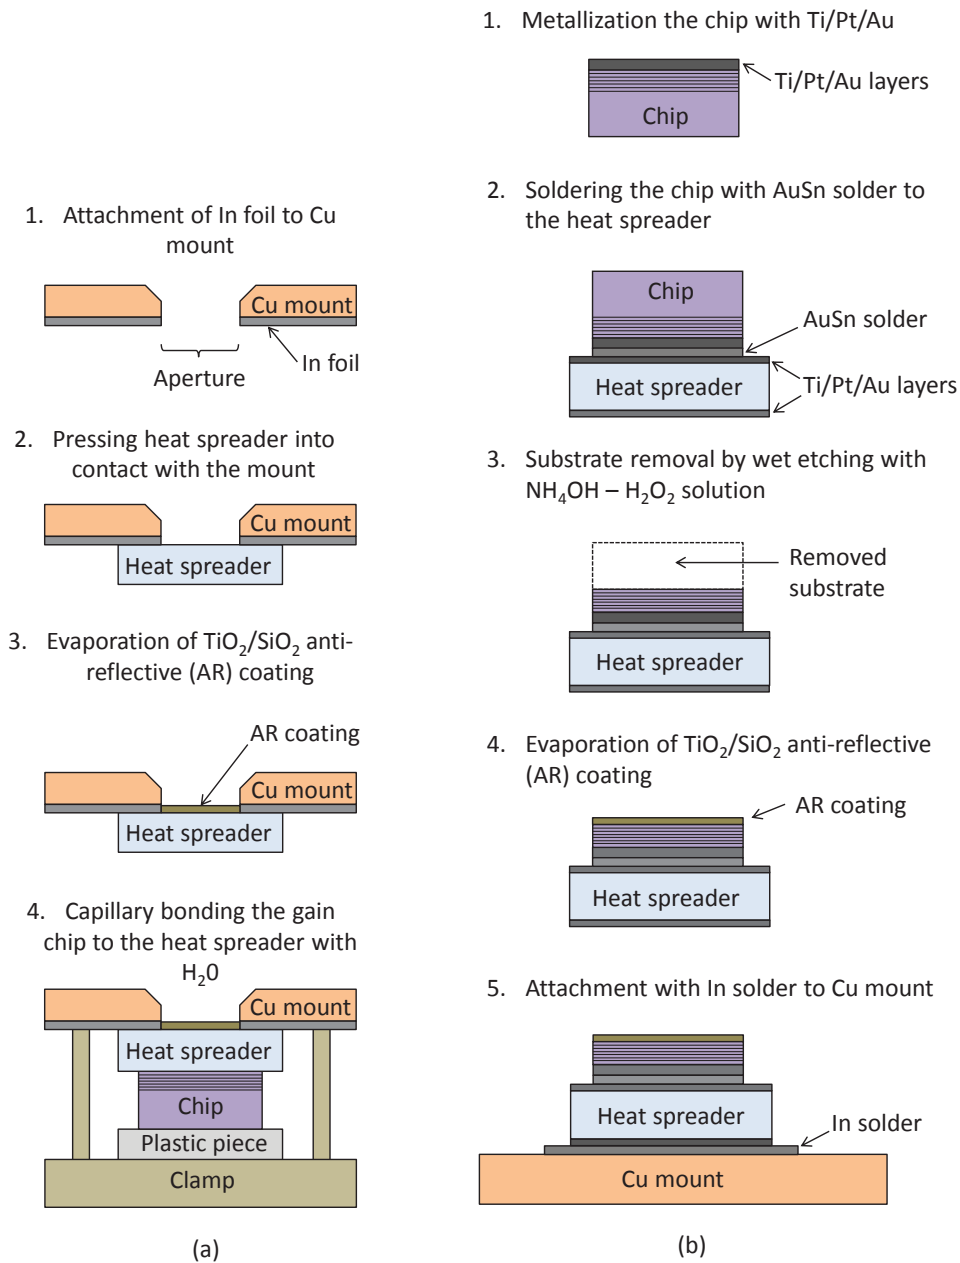 1. Attachment of In foil to Cu
mount
Cu mount
In foil
Aperture
2. Pressing heat spreader into
contact with the mount
Cu mount
Heat spreader
3. Evaporation of TiO₂/SiO₂ anti-
reflective (AR) coating
AR coating
Cu mount
Heat spreader
4. Capillary bonding the gain
chip to the heat spreader with
H₂0
Cu mount
Heat spreader
Chip
Plastic piece
Clamp
(a)
1. Metallization the chip with Ti/Pt/Au
Ti/Pt/Au layers
Chip
2. Soldering the chip with AuSn solder to
the heat spreader
Chip
AuSn solder
Heat spreader
Ti/Pt/Au layers
3. Substrate removal by wet etching with
NH₄OH – H₂O₂ solution
Removed
substrate
Heat spreader
4. Evaporation of TiO₂/SiO₂ anti-reflective
(AR) coating
AR coating
Heat spreader
5. Attachment with In solder to Cu mount
Heat spreader
In solder
Cu mount
(b)